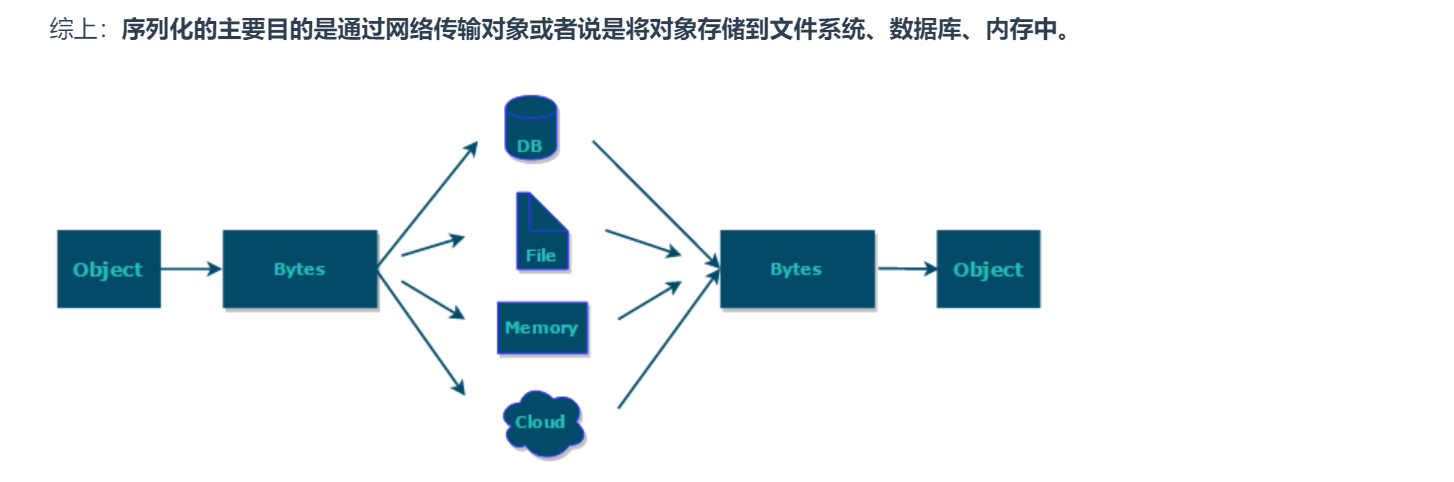 综上：序列化的主要目的是通过网络传输对象或者说是将对象存储到文件系统、数据库、内存中。
DB
File
Object
Bytes
Bytes
Object
Memory
Cloud